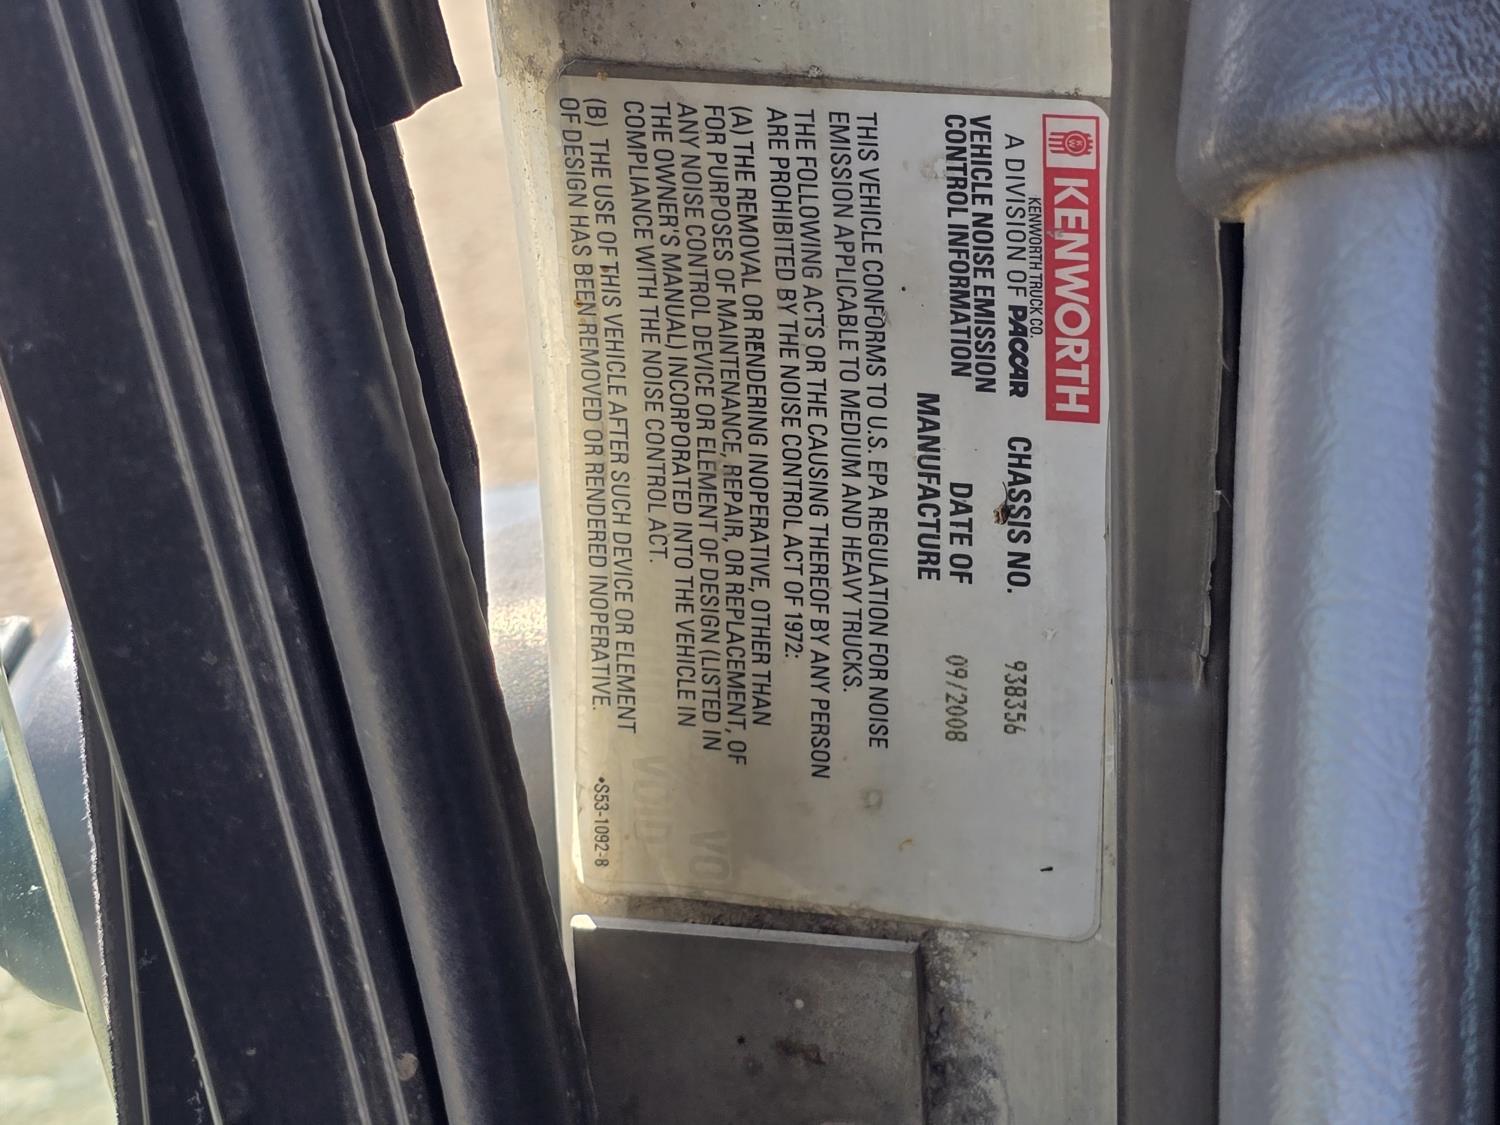 KENWORTH
KENWORTH TRUCK CO.
A DIVISION OF PACCAR
VEHICLE NOISE EMISSION
CONTROL INFORMATION
CHASSIS NO. 938356
DATE OF
MANUFACTURE 09/2008
THIS VEHICLE CONFORMS TO U.S. EPA REGULATION FOR NOISE
EMISSION APPLICABLE TO MEDIUM AND HEAVY TRUCKS.
THE FOLLOWING ACTS OR THE CAUSING THEREOF BY ANY PERSON
ARE PROHIBITED BY THE NOISE CONTROL ACT OF 1972:
(A) THE REMOVAL OR RENDERING INOPERATIVE, OTHER THAN
FOR PURPOSES OF MAINTENANCE, REPAIR, OR REPLACEMENT, OF
ANY NOISE CONTROL DEVICE OR ELEMENT OF DESIGN (LISTED IN
THE OWNER'S MANUAL) INCORPORATED INTO THE VEHICLE IN
COMPLIANCE WITH THE NOISE CONTROL ACT.
(B) THE USE OF THIS VEHICLE AFTER SUCH DEVICE OR ELEMENT
OF DESIGN HAS BEEN REMOVED OR RENDERED INOPERATIVE.
•S53-1092-8
VOID